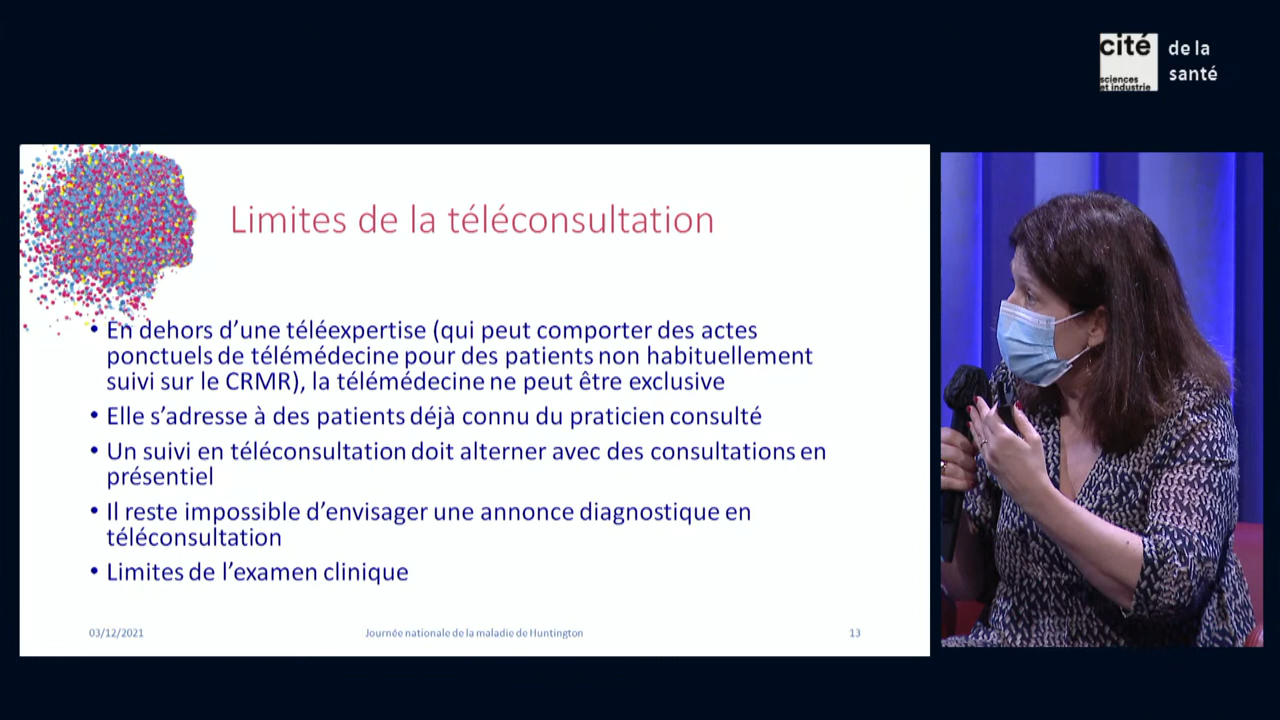 cité
sciences
et industrie
de la
santé
Limites de la téléconsultation
• En dehors d’une téléexpertise (qui peut comporter des actes
ponctuels de télémédecine pour des patients non habituellement
suivi sur le CRMR), la télémédecine ne peut être exclusive
• Elle s’adresse à des patients déjà connu du praticien consulté
• Un suivi en téléconsultation doit alterner avec des consultations en
présentiel
• Il reste impossible d’envisager une annonce diagnostique en
téléconsultation
• Limites de l’examen clinique
03/12/2021
Journée nationale de la maladie de Huntington
13